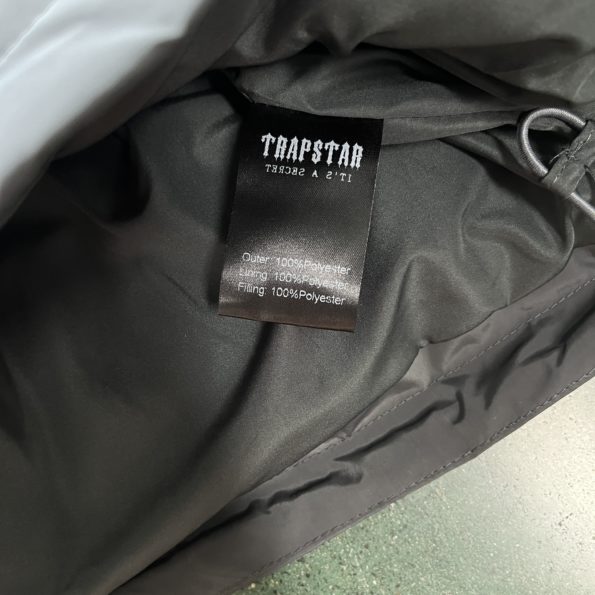 TRAPSTAR
IT'S A SECRET
Outer: 100%Polyester
Lining: 100%Polyester
Filling: 100%Polyester